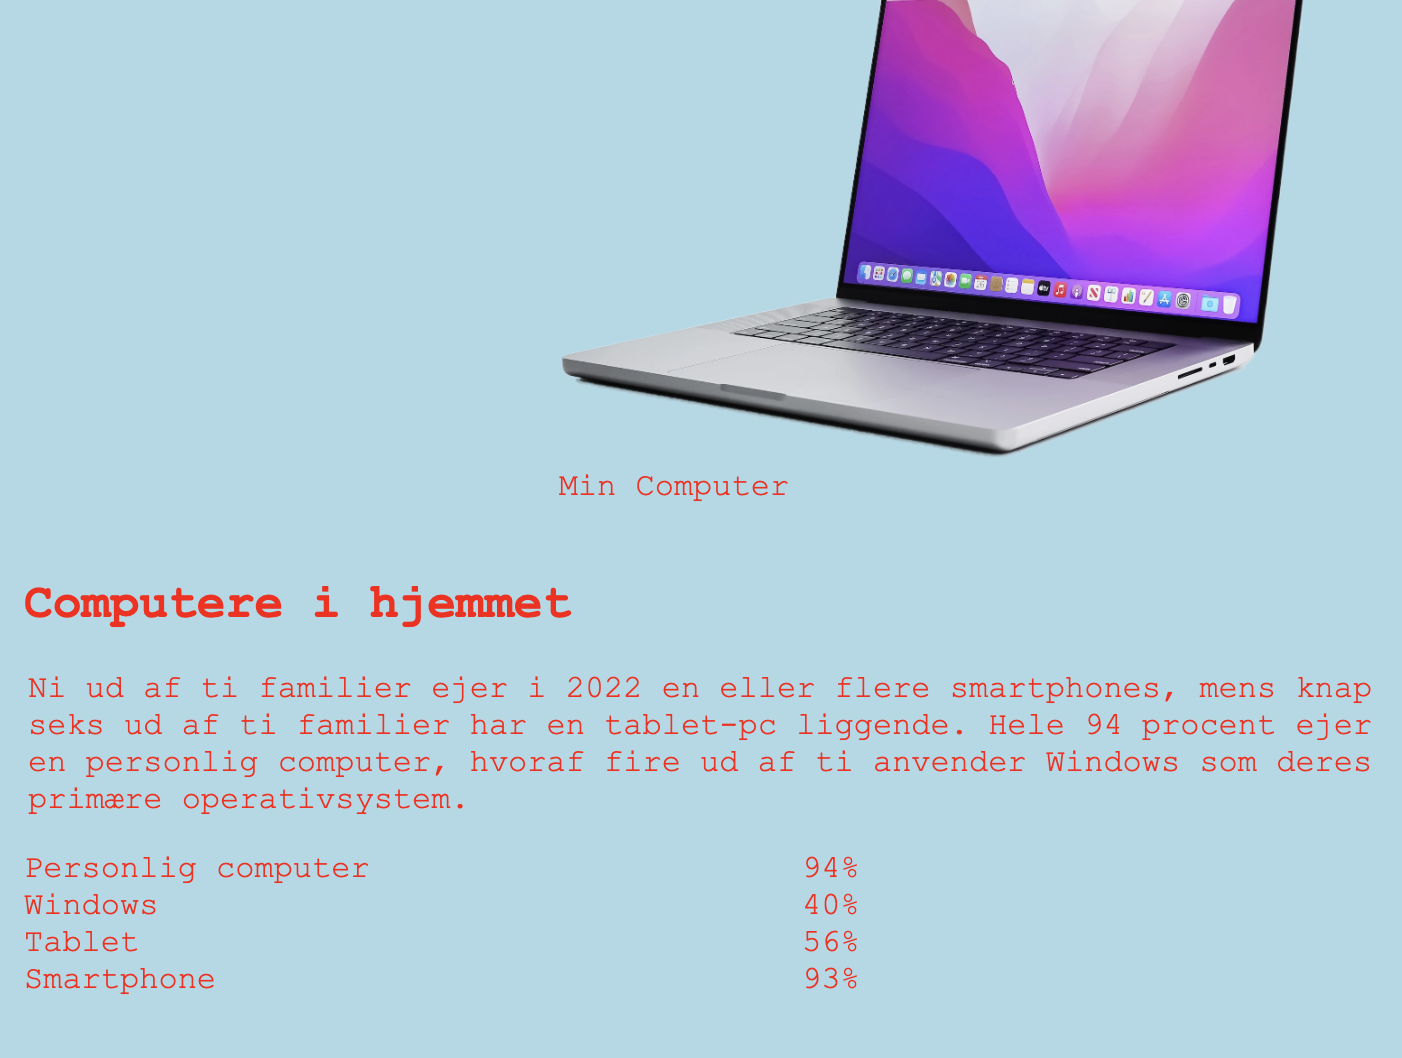 Min Computer
Computere i hjemmet
Ni ud af ti familier ejer i 2022 en eller flere smartphones, mens knap
seks ud af ti familier har en tablet-pc liggende. Hele 94 procent ejer
en personlig computer, hvoraf fire ud af ti anvender Windows som deres
primære operativsystem.
Personlig computer 94%
Windows 40%
Tablet 56%
Smartphone 93%